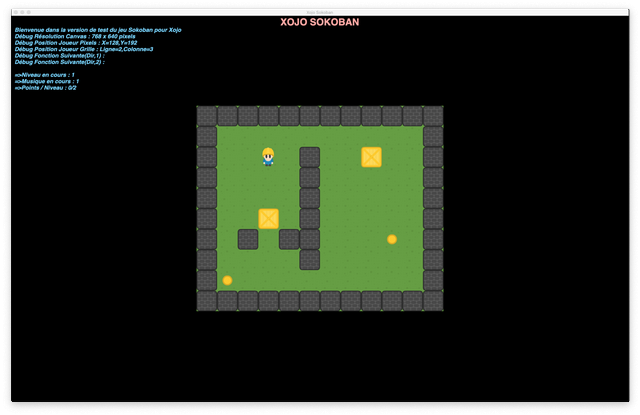 Xojo Sokoban
XOJO SOKOBAN
Bienvenue dans la version de test du jeu Sokoban pour Xojo
Débug Résolution Canvas : 768 x 640 pixels
Débug Position Joueur Pixels : X=128,Y=192
Débug Position Joueur Grille : Ligne=2,Colonne=3
Débug Fonction Suivante(Dir,1) :
Débug Fonction Suivante(Dir,2) :
=>Niveau en cours : 1
=>Musique en cours : 1
=>Points / Niveau : 0/2